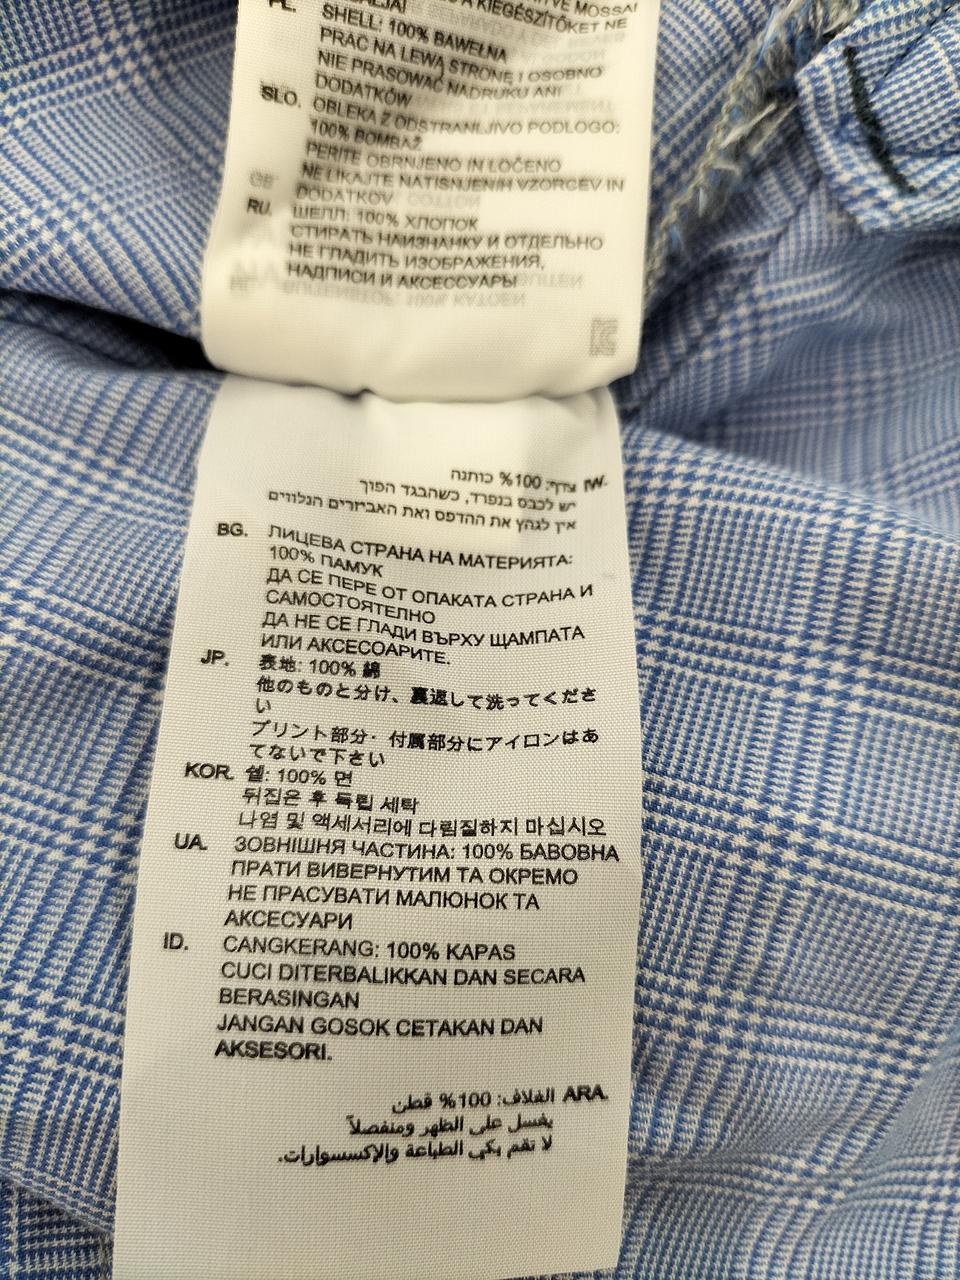 SHELL: 100% BAWEŁNA
PRAĆ NA LEWĄ STRONĘ I OSOBNO
NIE PRASOWAĆ NADRUKU ANI
DODATKÓW
SLO. OBLEKA Z ODSTRANLJIVO PODLOGO:
100% BOMBAŽ
PERITE OBRNJENO IN LOČENO
NE LIKAJTE NATISNJENIH VZORCEV IN
DODATKOV
RU. ШЕЛЛ: 100% ХЛОПОК
СТИРАТЬ НАИЗНАНКУ И ОТДЕЛЬНО
НЕ ГЛАДИТЬ ИЗОБРАЖЕНИЯ,
НАДПИСИ И АКСЕССУАРЫ
IW. צדף: 100% כותנה
יש לכבס בנפרד, כשהבגד הפוך
אין לגהץ את ההדפס ואת האביזרים הנלווים
BG. ЛИЦЕВА СТРАНА НА МАТЕРИЯТА:
100% ПАМУК
ДА СЕ ПЕРЕ ОТ ОПАКАТА СТРАНА И
САМОСТОЯТЕЛНО
ДА НЕ СЕ ГЛАДИ ВЪРХУ ЩАМПАТА
ИЛИ АКСЕСОАРИТЕ.
JP. 表地: 100% 綿
他のものと分け、裏返して洗ってくださ
い
プリント部分・付属部分にアイロンはあ
てないで下さい
KOR. 쉘: 100% 면
뒤집은 후 독립 세탁
나염 및 액세서리에 다림질하지 마십시오
UA. ЗОВНІШНЯ ЧАСТИНА: 100% БАВОВНА
ПРАТИ ВИВЕРНУТИМ ТА ОКРЕМО
НЕ ПРАСУВАТИ МАЛЮНОК ТА
АКСЕСУАРИ
ID. CANGKERANG: 100% KAPAS
CUCI DITERBALIKKAN DAN SECARA
BERASINGAN
JANGAN GOSOK CETAKAN DAN
AKSESORI.
ARA. الغلاف: 100% قطن
يغسل على الظهر ومنفصلاً
لا تقم بكي الطباعة والإكسسوارات.